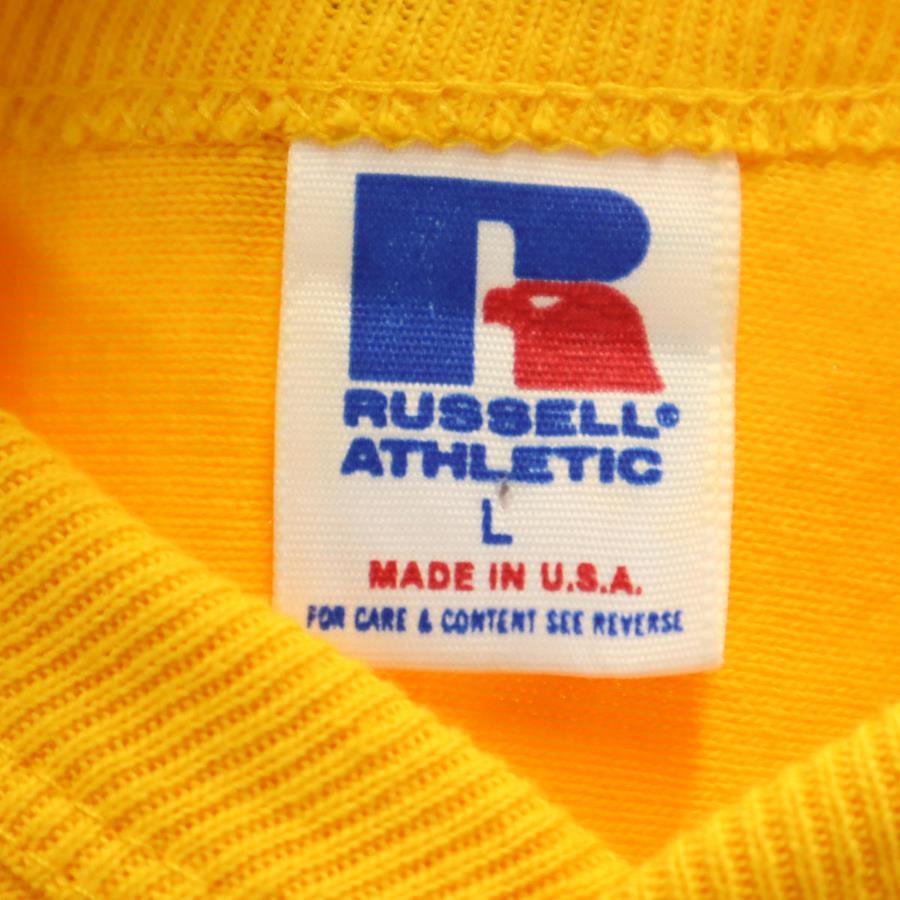 R
RUSSELL®
ATHLETIC
L
MADE IN U.S.A.
FOR CARE & CONTENT SEE REVERSE